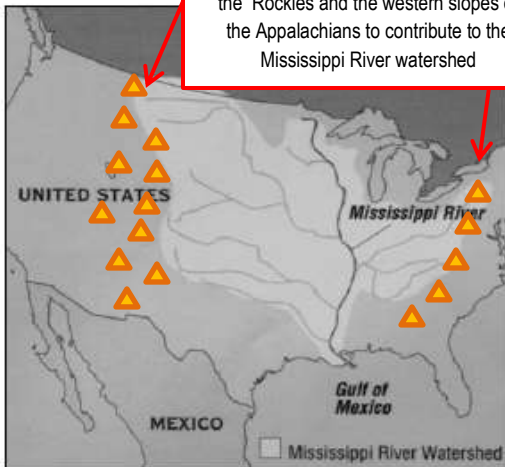 the Rockies and the western slopes
the Appalachians to contribute to the
Mississippi River watershed
UNITED STATES
Mississippi River
Gulf of
Mexico
MEXICO
Mississippi River Watershed